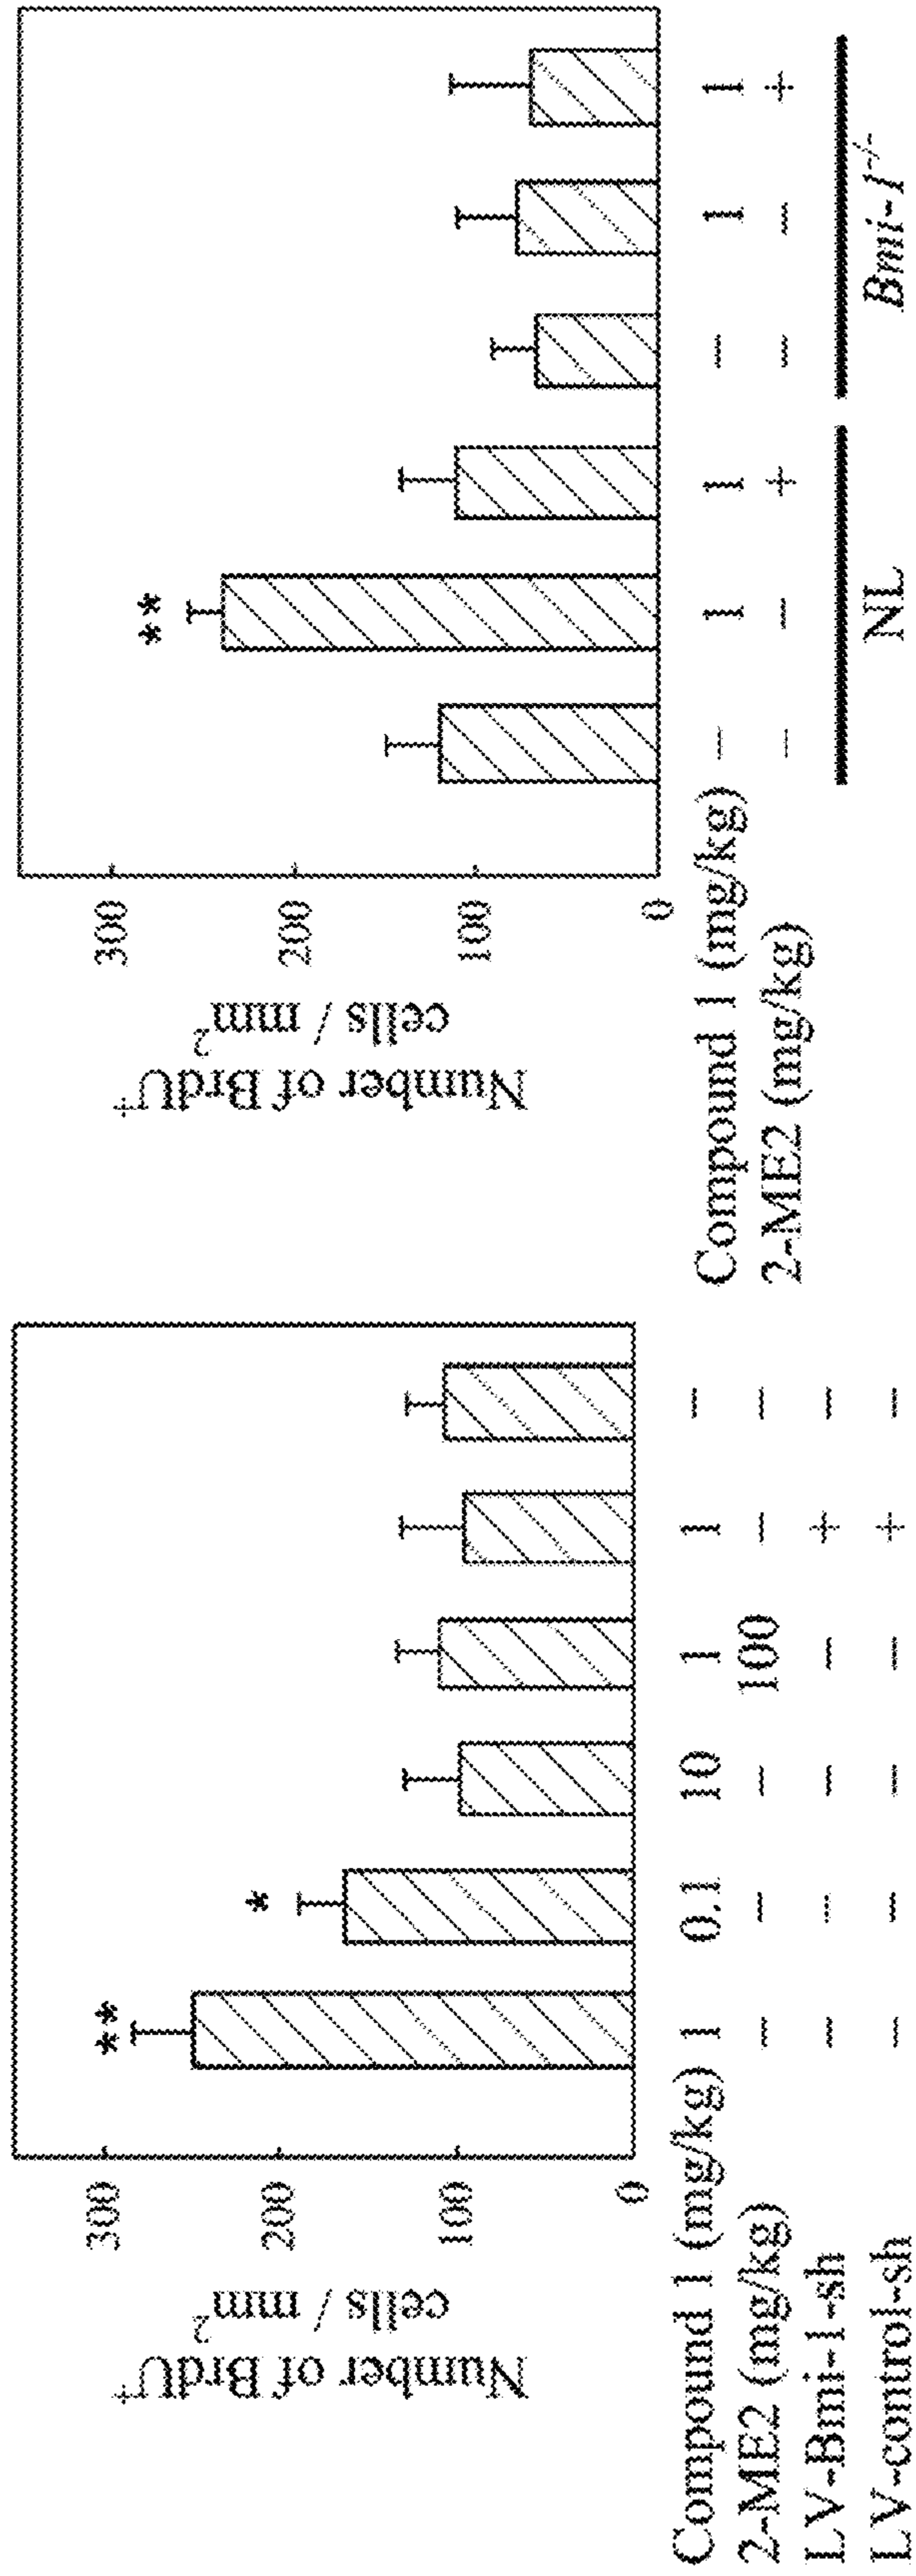 Number of BrdU⁺
cells / mm²
300
200
100
0
**
*
Compound 1 (mg/kg) 1 0.1 10 1 1 –
2-ME2 (mg/kg) – – – 100 – –
LV-Bmi-1-sh – – – – + –
LV-control-sh – – – – + –
Number of BrdU⁺
cells / mm²
300
200
100
0
**
Compound 1 (mg/kg) – 1 1 – 1 1
2-ME2 (mg/kg) – – + – – +
NL Bmi-1⁻/⁻